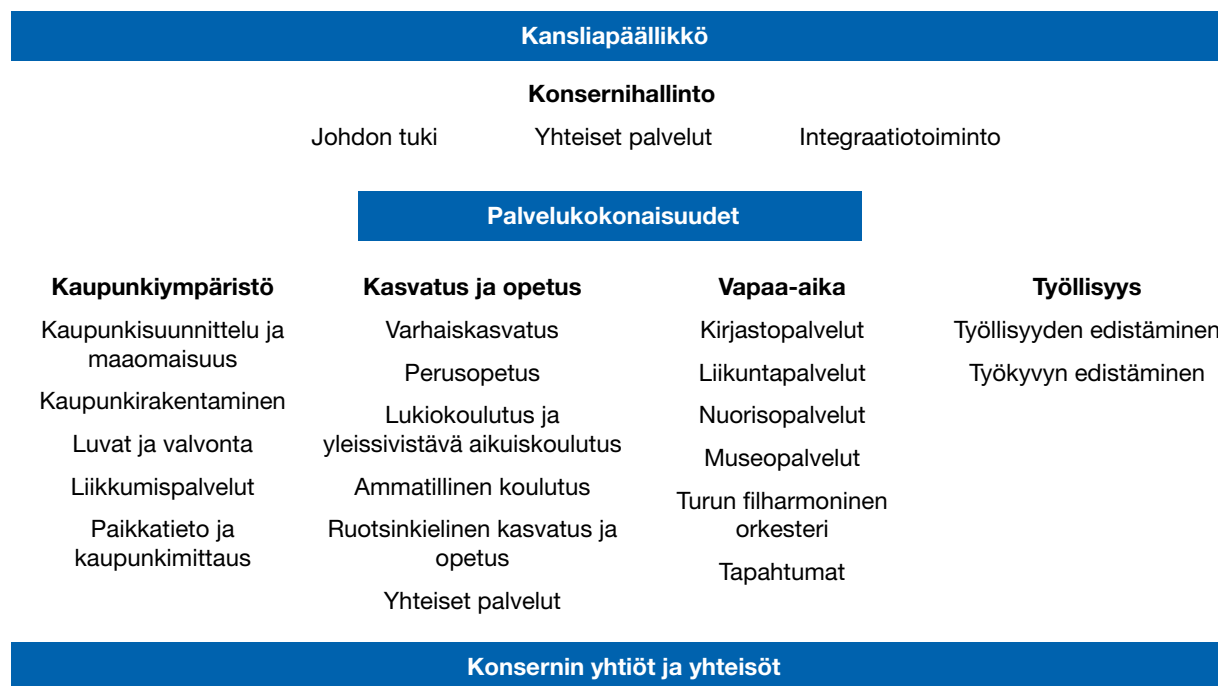 Kansliapäällikkö
Konsernihallinto
Johdon tuki
Yhteiset palvelut
Integraatiotoiminto
Palvelukokonaisuudet
Kaupunkiympäristö
Kaupunkisuunnittelu ja
maaomaisuus
Kaupunkirakentaminen
Luvat ja valvonta
Liikkumispalvelut
Paikkatieto ja
kaupunkimittaus
Kasvatus ja opetus
Varhaiskasvatus
Perusopetus
Lukiokoulutus ja
yleissivistävä aikuiskoulutus
Ammatillinen koulutus
Ruotsinkielinen kasvatus ja
opetus
Yhteiset palvelut
Vapaa-aika
Kirjastopalvelut
Liikuntapalvelut
Nuorisopalvelut
Museopalvelut
Turun filharmoninen
orkesteri
Tapahtumat
Työllisyys
Työllisyyden edistäminen
Työkyvyn edistäminen
Konsernin yhtiöt ja yhteisöt